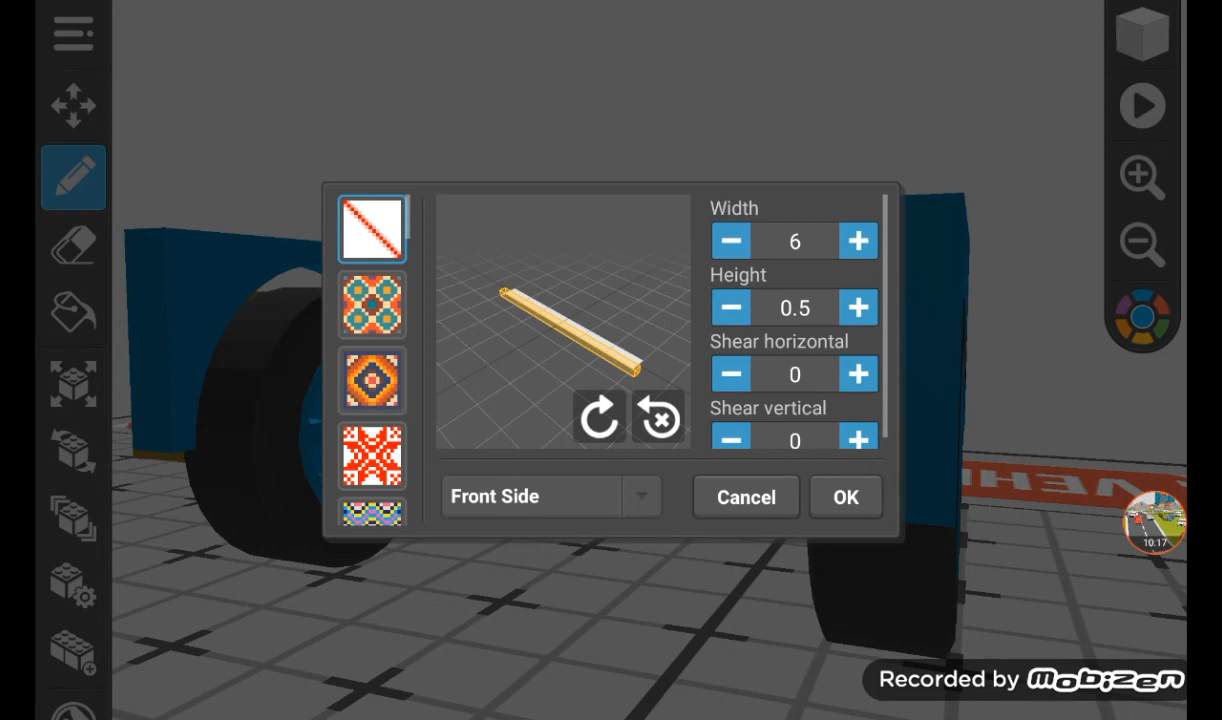 Width
6
Height
0.5
Shear horizontal
0
Shear vertical
0
Front Side
Cancel
OK
10:17
Recorded by mobizen